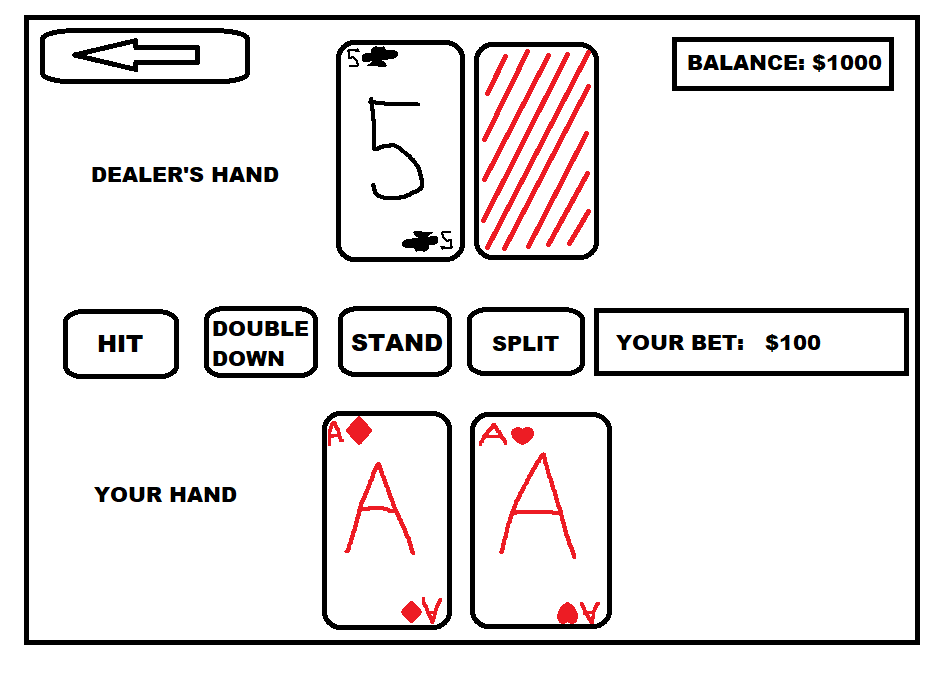 BALANCE: $1000
5
5
5
DEALER'S HAND
HIT
DOUBLE
DOWN
STAND
SPLIT
YOUR BET: $100
A
A
A
A
A
A
YOUR HAND